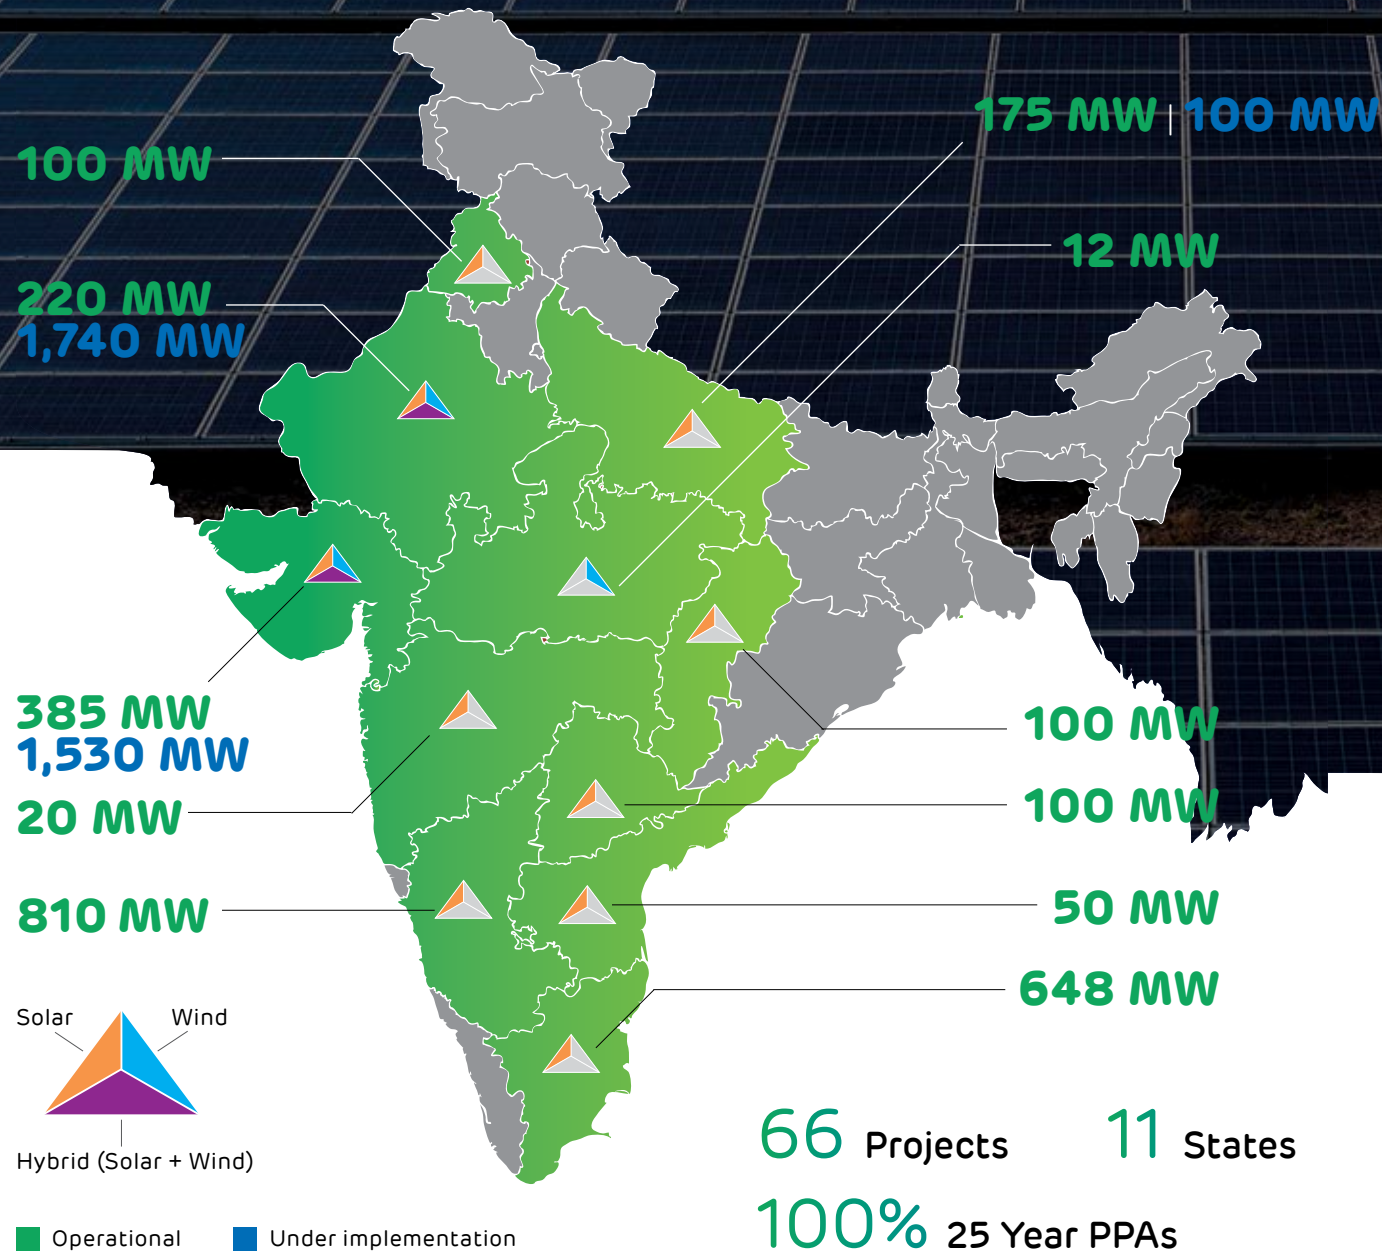 175 MW | 100 MW
100 MW
12 MW
220 MW
1,740 MW
385 MW
1,530 MW
100 MW
20 MW
100 MW
810 MW
50 MW
648 MW
Solar
Wind
Hybrid (Solar + Wind)
66 Projects
11 States
100% 25 Year PPAs
Operational
Under implementation